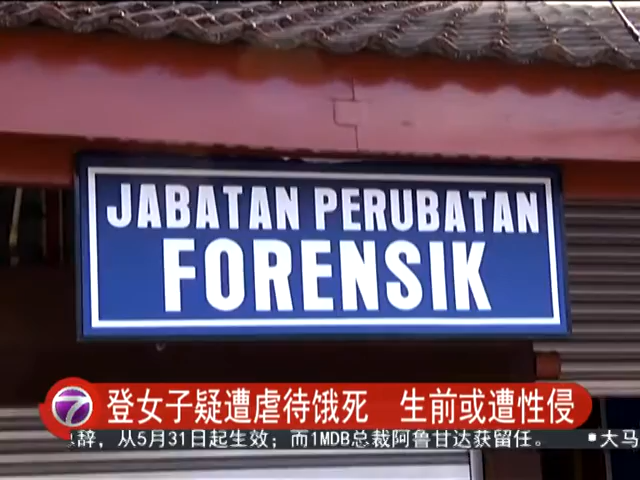 JABATAN PERUBATAN
FORENSIK
7
登女子疑遭虐待饿死 生前或遭性侵
辞，从5月31日起生效；而1MDB总裁阿鲁甘达获留任。 ■大马